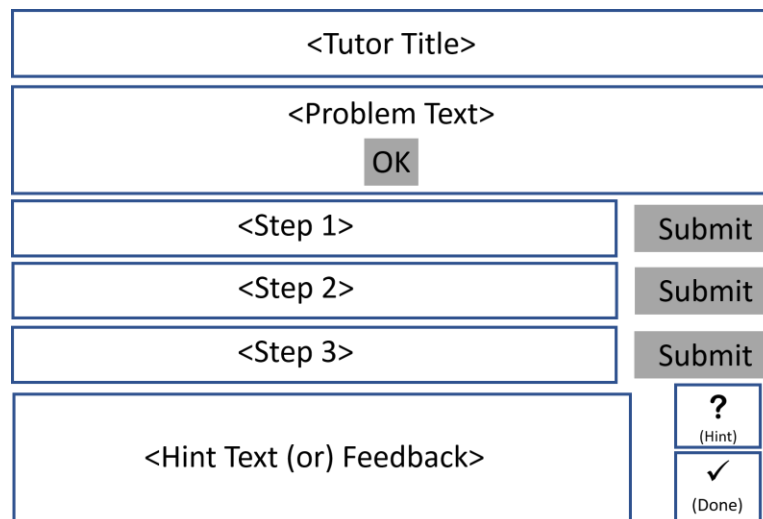 <Tutor Title>
<Problem Text>
OK
<Step 1>
Submit
<Step 2>
Submit
<Step 3>
Submit
<Hint Text (or) Feedback>
?
(Hint)
✓
(Done)